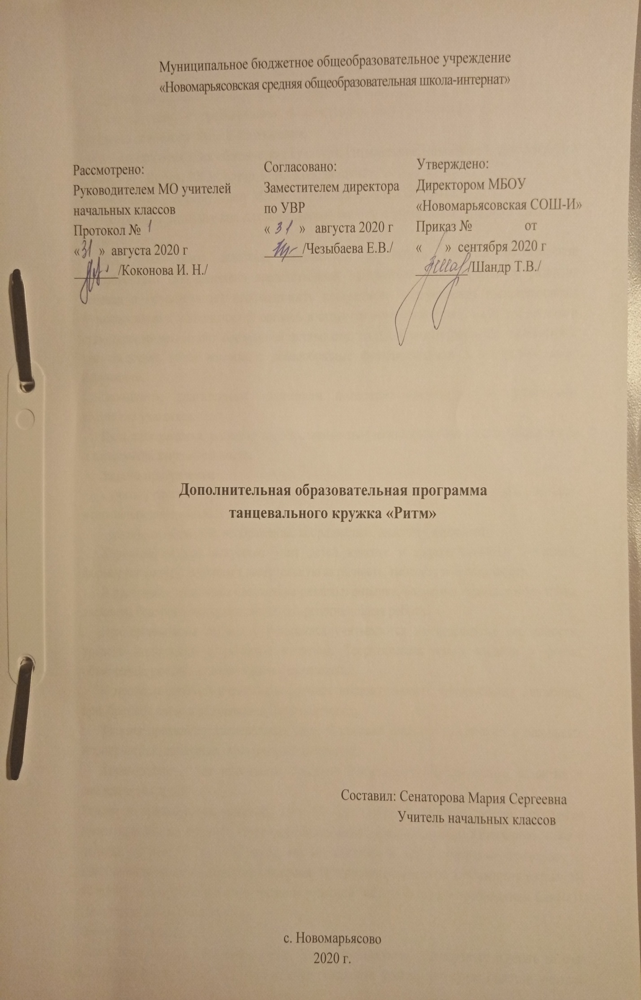 Муниципальное бюджетное общеобразовательное учреждение
«Новомарьясовская средняя общеобразовательная школа-интернат»
Рассмотрено:
Руководителем МО учителей
начальных классов
Протокол № 1
«31» августа 2020 г
/Коконова И. Н./
Согласовано:
Заместителем директора
по УВР
«31» августа 2020 г
/Чезыбаева Е.В./
Утверждено:
Директором МБОУ
«Новомарьясовская СОШ-И»
Приказ № от
« » сентября 2020 г
/Шандр Т.В./
Дополнительная образовательная программа
танцевального кружка «Ритм»
Составил: Сенаторова Мария Сергеевна
Учитель начальных классов
с. Новомарьясово
2020 г.